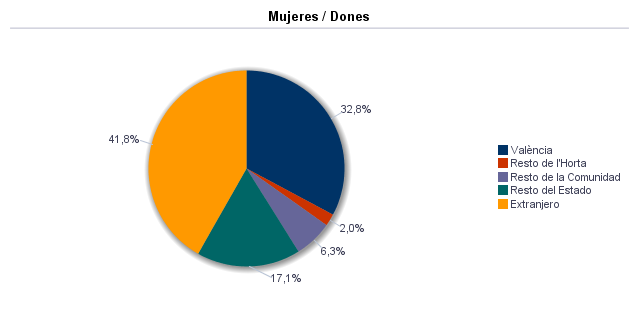 Mujeres / Dones
32,8%
41,8%
2,0%
6,3%
17,1%
València
Resto de l'Horta
Resto de la Comunidad
Resto del Estado
Extranjero